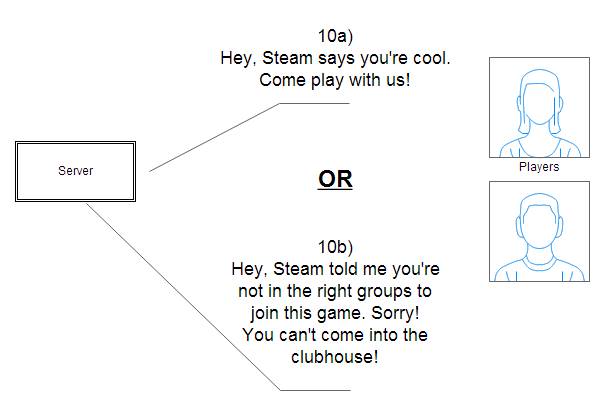 10a)
Hey, Steam says you're cool.
Come play with us!
Server
Players
OR
10b)
Hey, Steam told me you're
not in the right groups to
join this game. Sorry!
You can't come into the
clubhouse!